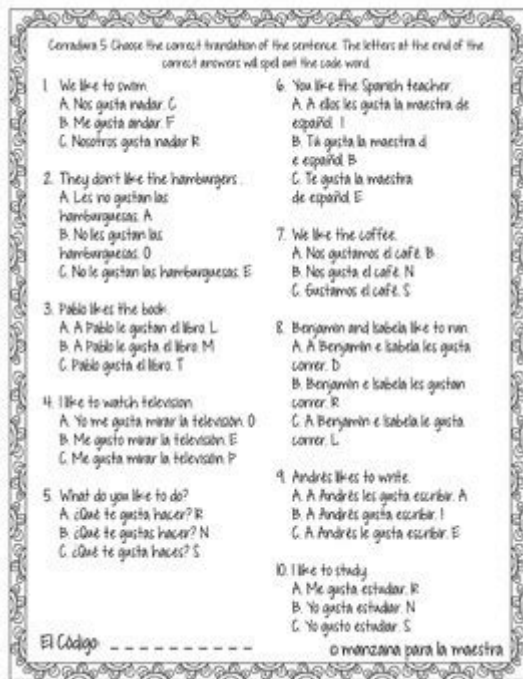 Cerradura 5: Choose the correct translation of the sentence. The letters at the end of the
correct answers will spell out the code word.
1. We like to swim.
A. Nos gusta nadar. C
B. Me gusta andar. F
C. Nosotros gusta nadar R
2. They don't like the hamburgers.
A. Les no gustan las
hamburguesas. A
B. No les gustan las
hamburguesas. O
C. No le gustan las hamburguesas. E
3. Pablo likes the book.
A. A Pablo le gustan el libro. L
B. A Pablo le gusta el libro. M
C. Pablo gusta el libro. T
4. I like to watch television.
A. Yo me gusta mirar la televisión. O
B. Me gusto mirar la televisión. E
C. Me gusta mirar la televisión. P
5. What do you like to do?
A. ¿Qué te gusta hacer? R
B. ¿Qué te gustas hacer? N
C. ¿Qué te gusta haces? S
6. You like the Spanish teacher.
A. A ellos les gusta la maestra de
español. I
B. Tú gusta la maestra d
e español. B
C. Te gusta la maestra
de español. E
7. We like the coffee.
A. Nos gustamos el café. B
B. Nos gusta el café. N
C. Gustamos el café. S
8. Benjamin and Isabela like to run.
A. A Benjamin e Isabela les gusta
correr. D
B. Benjamin e Isabela les gustan
correr. R
C. A Benjamin e Isabela le gusta
correr. L
9. Andrés likes to write.
A. A Andrés les gusta escribir. A
B. A Andrés gusta escribir. I
C. A Andrés le gusta escribir. E
10. I like to study.
A. Me gusta estudiar. R
B. Yo gusta estudiar. N
C. Yo gusto estudiar. S
El Código: _ _ _ _ _ _ _ _ _ _ o manzana para la maestra